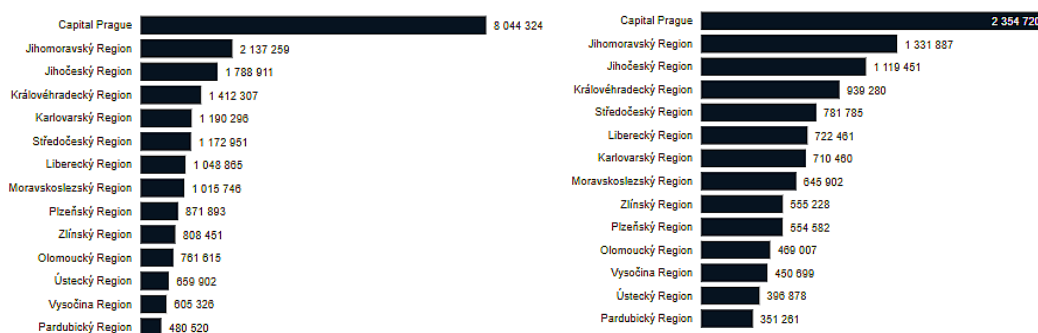 Capital Prague 8 044 324
Jihomoravský Region 2 137 259
Jihočeský Region 1 788 911
Královéhradecký Region 1 412 307
Karlovarský Region 1 190 296
Středočeský Region 1 172 951
Liberecký Region 1 048 865
Moravskoslezský Region 1 015 746
Plzeňský Region 871 893
Zlínský Region 808 451
Olomoucký Region 761 615
Ústecký Region 659 902
Vysočina Region 605 326
Pardubický Region 480 520
Capital Prague 2 354 720
Jihomoravský Region 1 331 887
Jihočeský Region 1 119 451
Královéhradecký Region 939 280
Středočeský Region 781 785
Liberecký Region 722 461
Karlovarský Region 710 460
Moravskoslezský Region 645 902
Zlínský Region 555 228
Plzeňský Region 554 582
Olomoucký Region 469 007
Vysočina Region 450 699
Ústecký Region 396 878
Pardubický Region 351 261